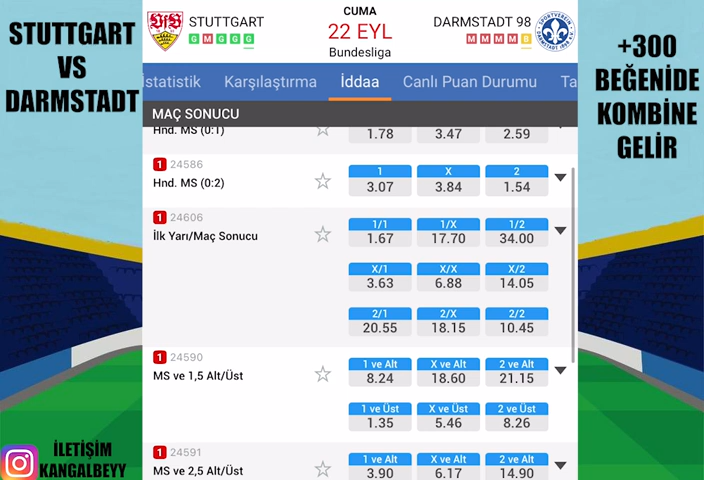 STUTTGART
VS
DARMSTADT
STUTTGART
G M G G G
CUMA
22 EYL
Bundesliga
DARMSTADT 98
M M M M B
+300
BEĞENİDE
KOMBİNE
GELİR
istatistik Karşılaştırma İddaa Canlı Puan Durumu Ta
MAÇ SONUCU
Hnd. MS (0:1) 1.78 3.47 2.59
1 24586
1 X 2
Hnd. MS (0:2) 3.07 3.84 1.54
1 24606
1/1 1/X 1/2
İlk Yarı/Maç Sonucu 1.67 17.70 34.00
X/1 X/X X/2
3.63 6.88 14.05
2/1 2/X 2/2
20.55 18.15 10.45
1 24590
1 ve Alt X ve Alt 2 ve Alt
MS ve 1,5 Alt/Üst 8.24 18.60 21.15
1 ve Üst X ve Üst 2 ve Üst
1.35 5.46 8.26
1 24591
1 ve Alt X ve Alt 2 ve Alt
MS ve 2,5 Alt/Üst 3.90 6.17 14.90
İLETİŞİM
KANGALBEYY